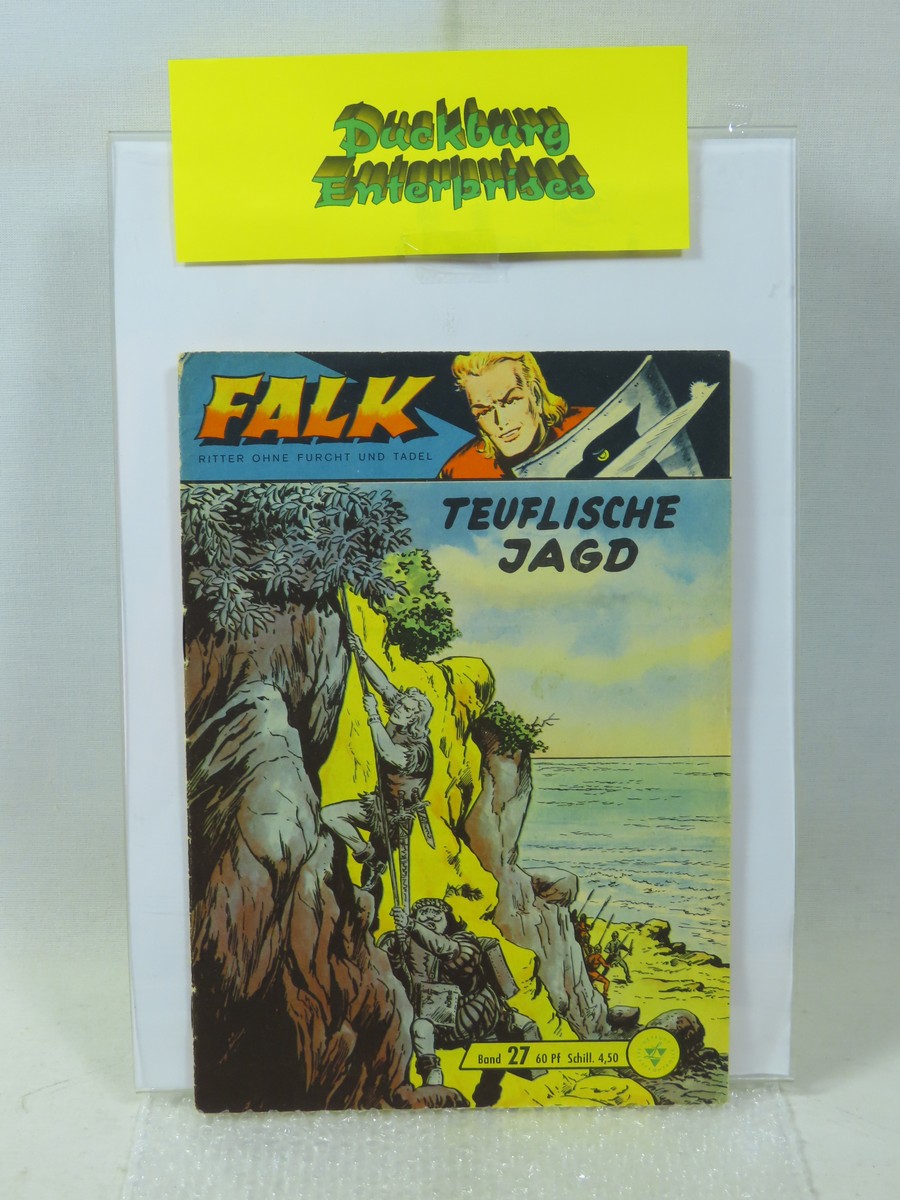 Duckburg
Enterprises
FALK
RITTER OHNE FURCHT UND TADEL
TEUFLISCHE
JAGD
Band 27 60 Pf Schill. 4,50